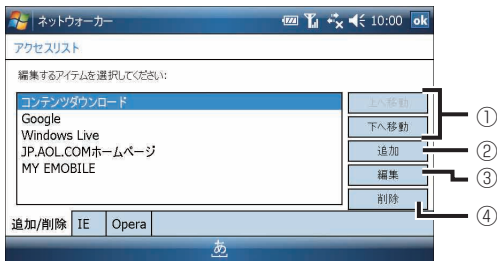 ネットウォーカー 10:00 ok
アクセスリスト
編集するアイテムを選択してください:
コンテンツダウンロード
Google
Windows Live
JP.AOL.COMホームページ
MY EMOBILE
上へ移動
下へ移動
追加
編集
削除
①
②
③
④
追加/削除 IE Opera
あ